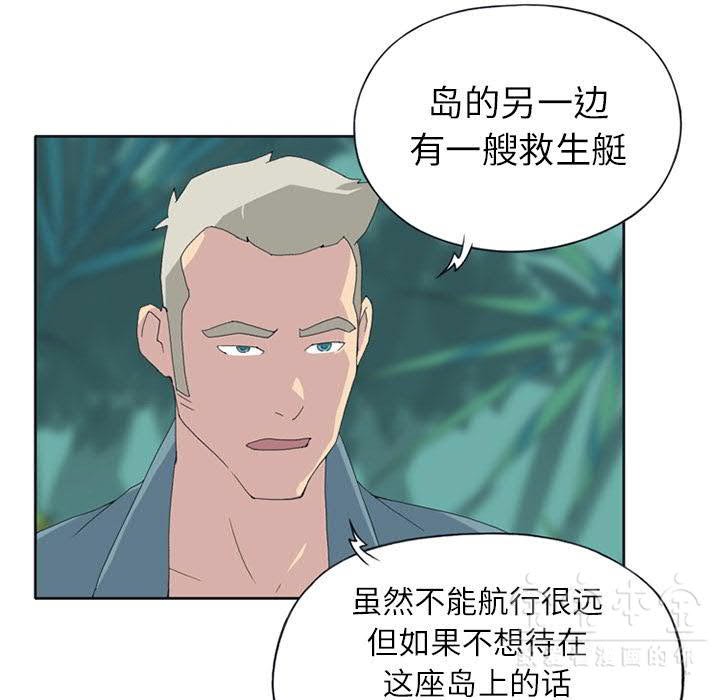 岛的另一边
有一艘救生艇
虽然不能航行很远
但如果不想待在
这座岛上的话